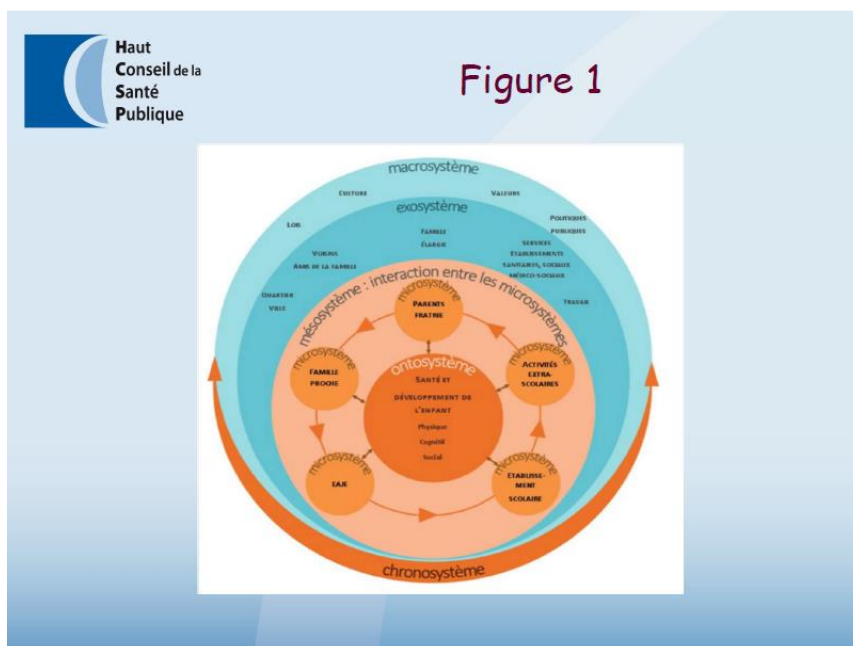 Haut
Conseil de la
Santé
Publique
Figure 1
macrosystème
CULTURE
VALEURS
LOIS
POLITIQUES
PUBLIQUES
exosystème
FAMILLE
ÉLARGIE
VOISINS
AMIS DE LA FAMILLE
SERVICES
ÉTABLISSEMENTS
SANITAIRES, SOCIAUX
MÉDICO-SOCIAUX
QUARTIER
VILLE
TRAVAIL
mésosystème : interaction entre les microsystèmes
microsystème
PARENTS
FRATRIE
microsystème
FAMILLE
PROCHE
microsystème
ACTIVITÉS
EXTRA-
SCOLAIRES
ontosystème
SANTÉ ET
DÉVELOPPEMENT DE
L'ENFANT
Physique
Cognitif
Social
microsystème
EAJE
microsystème
ETABLISSE-
MENT
SCOLAIRE
chronosystème